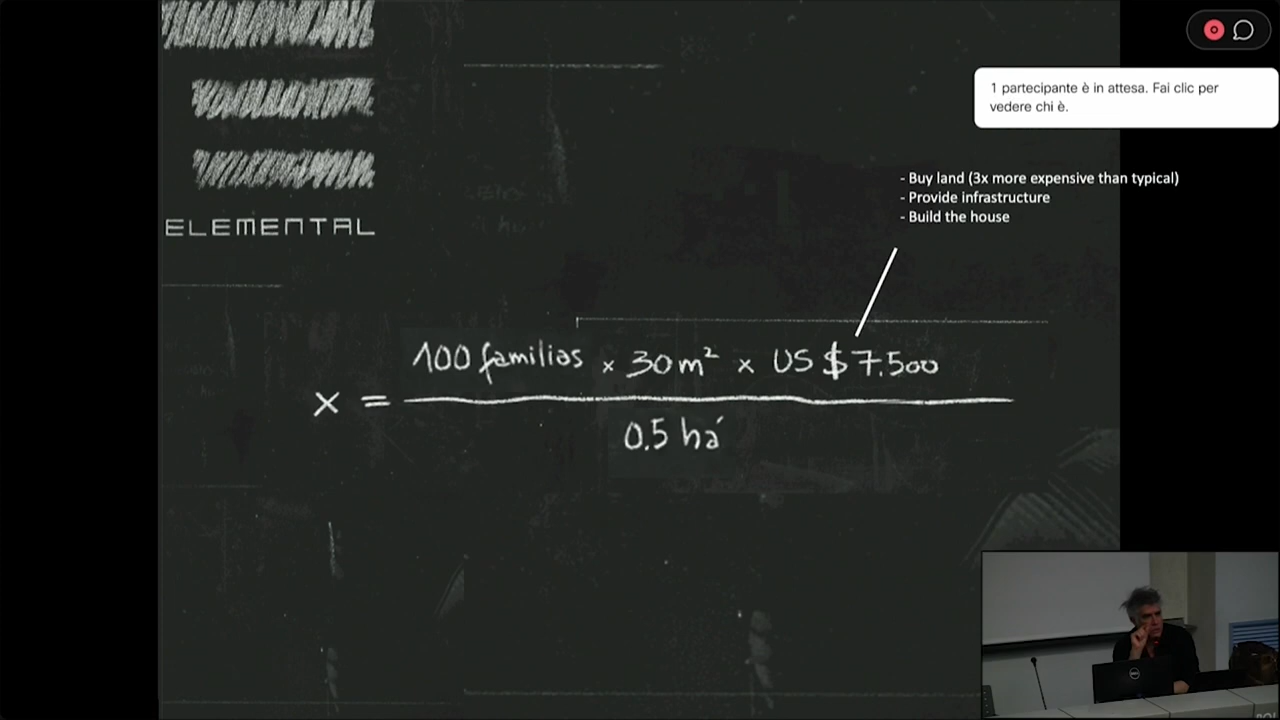 1 partecipante è in attesa. Fai clic per
vedere chi è.
- Buy land (3x more expensive than typical)
- Provide infrastructure
- Build the house
ELEMENTAL
100 familias x 30 m² x US $7.500
x =
0.5 há
DELL